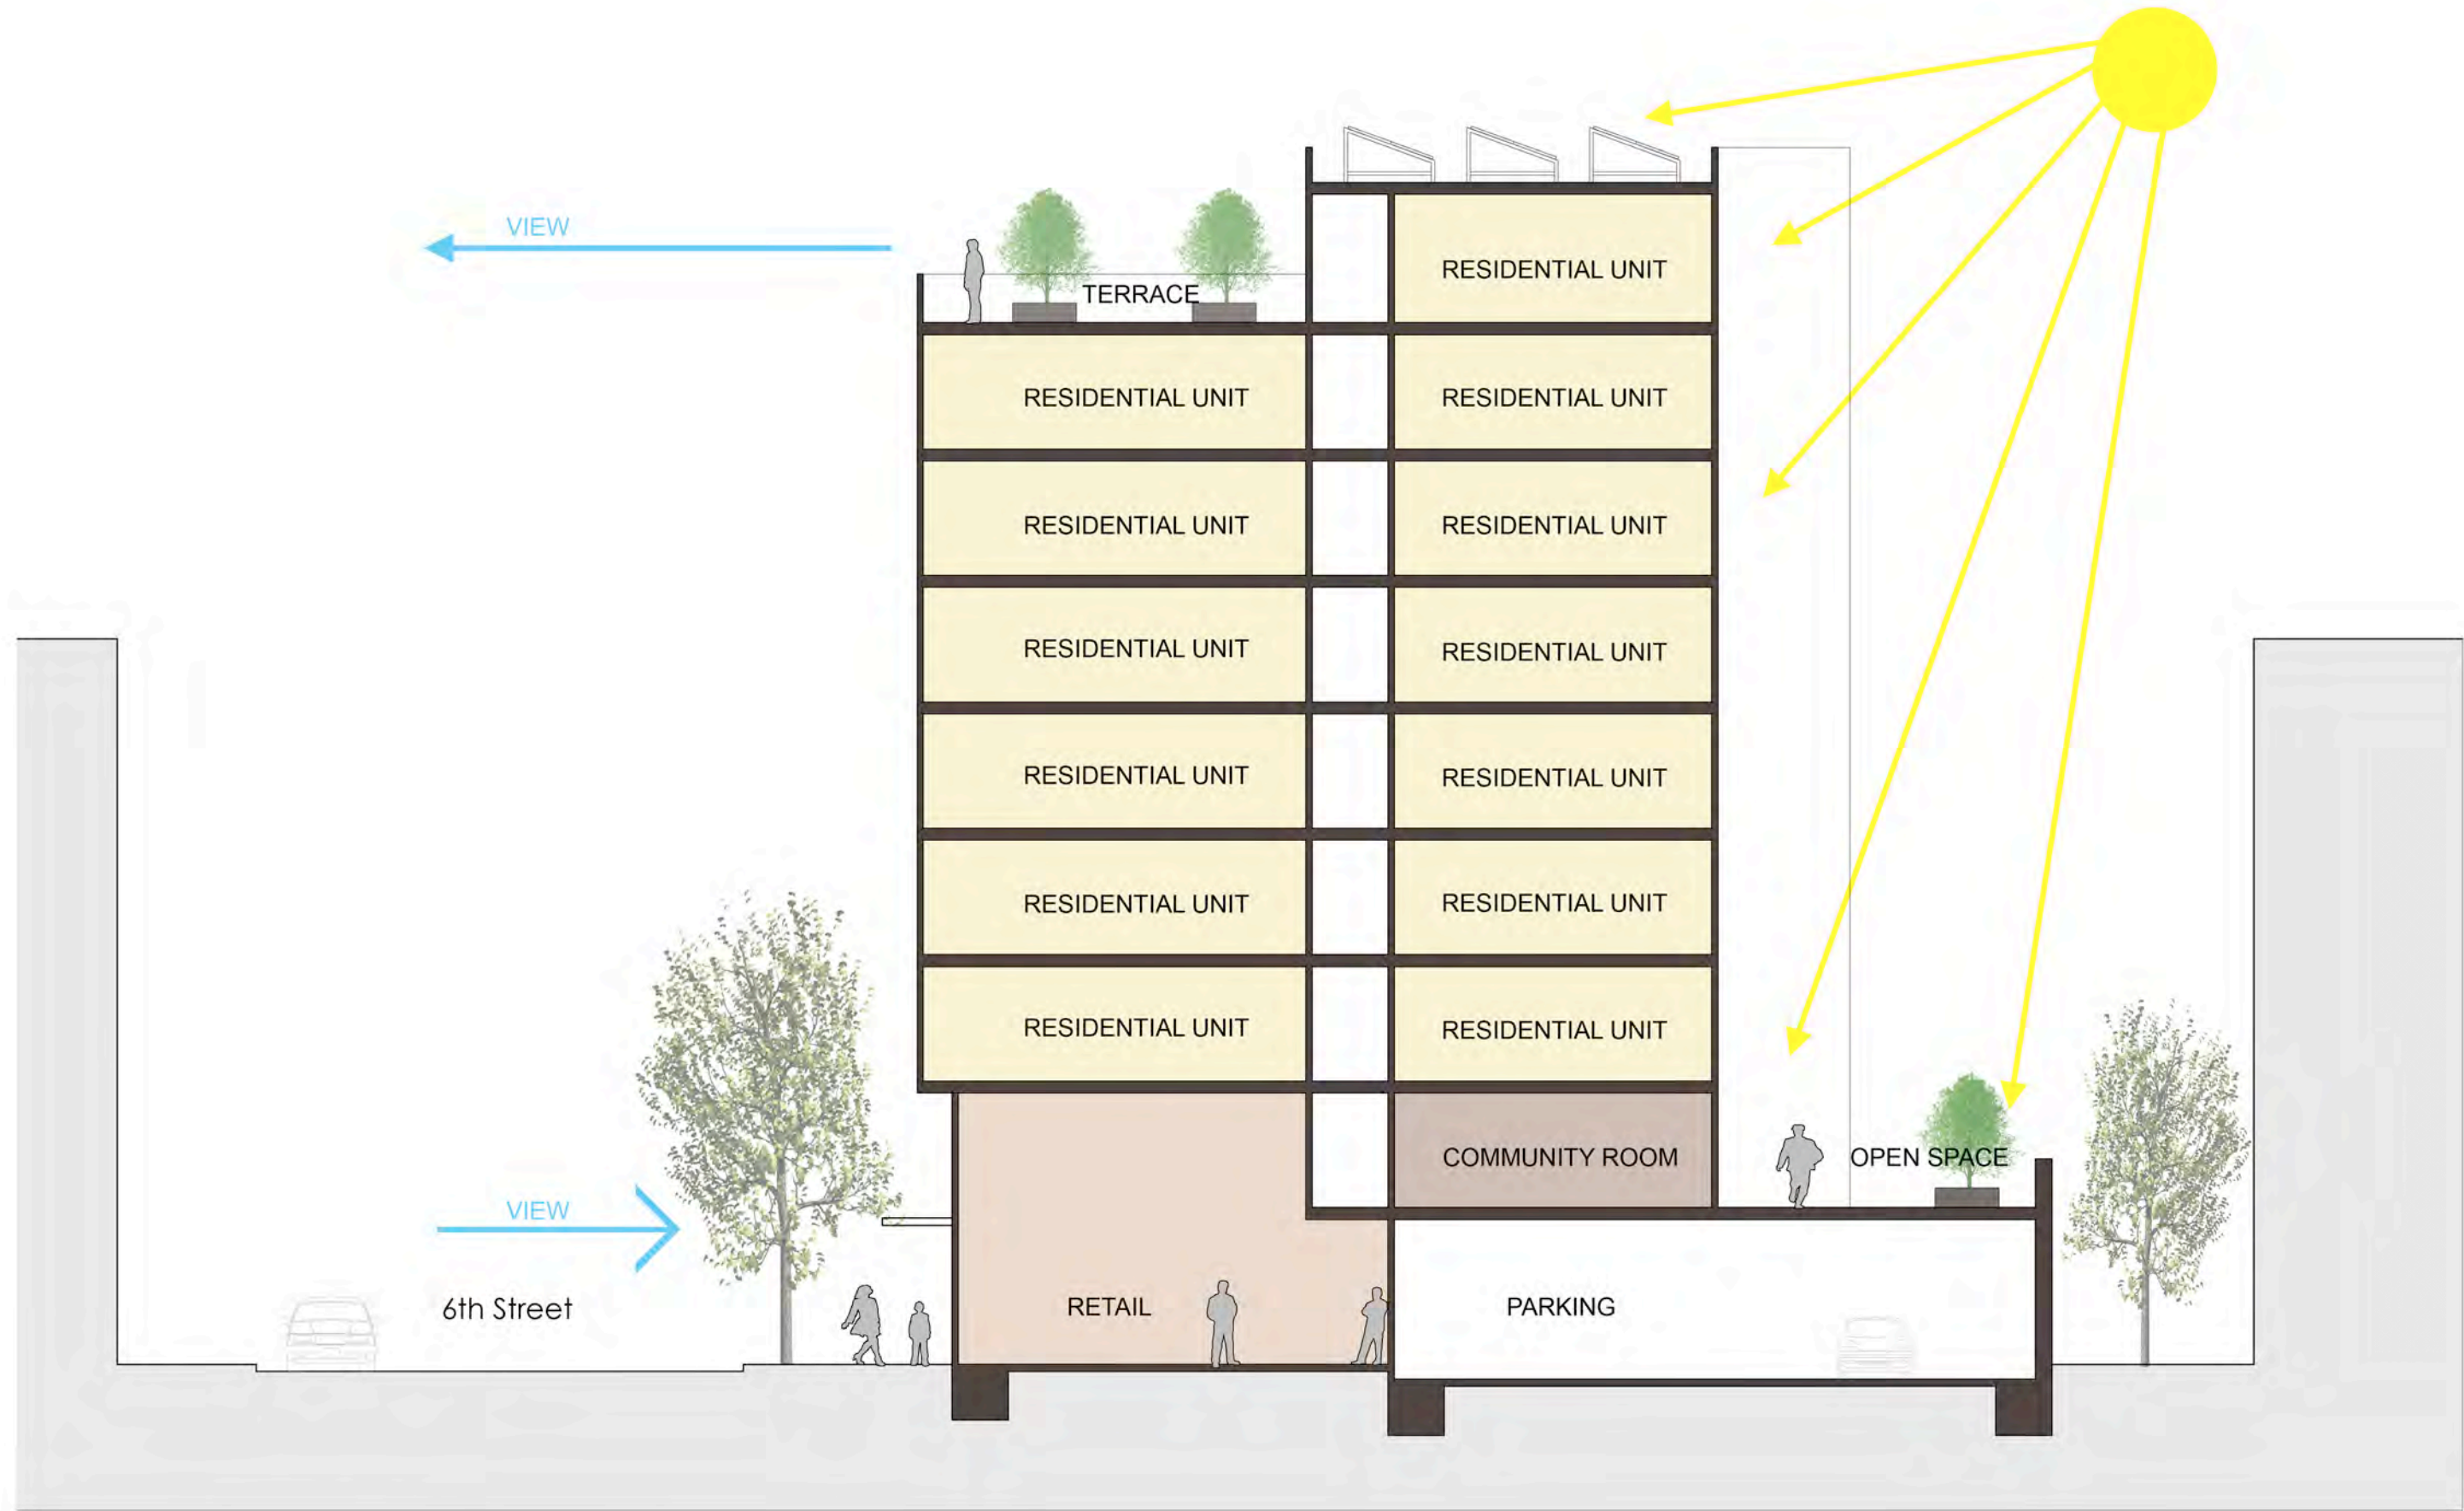 VIEW
RESIDENTIAL UNIT
TERRACE
RESIDENTIAL UNIT
RESIDENTIAL UNIT
RESIDENTIAL UNIT
RESIDENTIAL UNIT
RESIDENTIAL UNIT
RESIDENTIAL UNIT
RESIDENTIAL UNIT
RESIDENTIAL UNIT
RESIDENTIAL UNIT
RESIDENTIAL UNIT
RESIDENTIAL UNIT
RESIDENTIAL UNIT
COMMUNITY ROOM
OPEN SPACE
VIEW
6th Street
RETAIL
PARKING